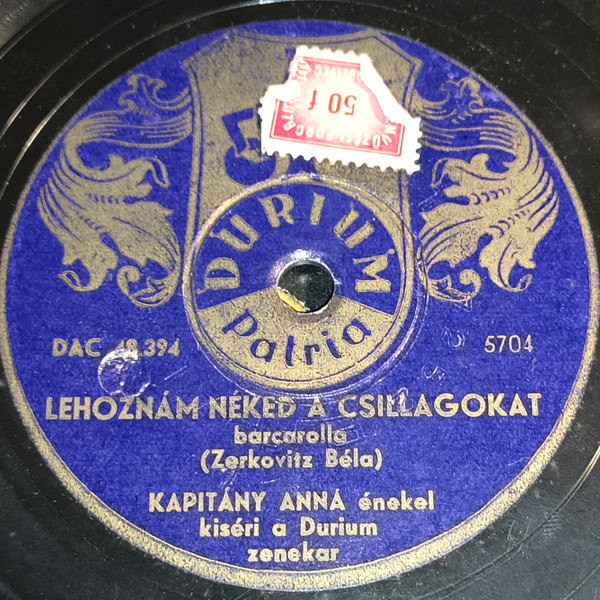 50 f
DURIUM
Patria
DAC 48.394
5704
LEHOZNÁM NÉKED A CSILLAGOKAT
barcarolla
(Zerkovitz Béla)
KAPITÁNY ANNA énekel
kiséri a Durium
zenekar